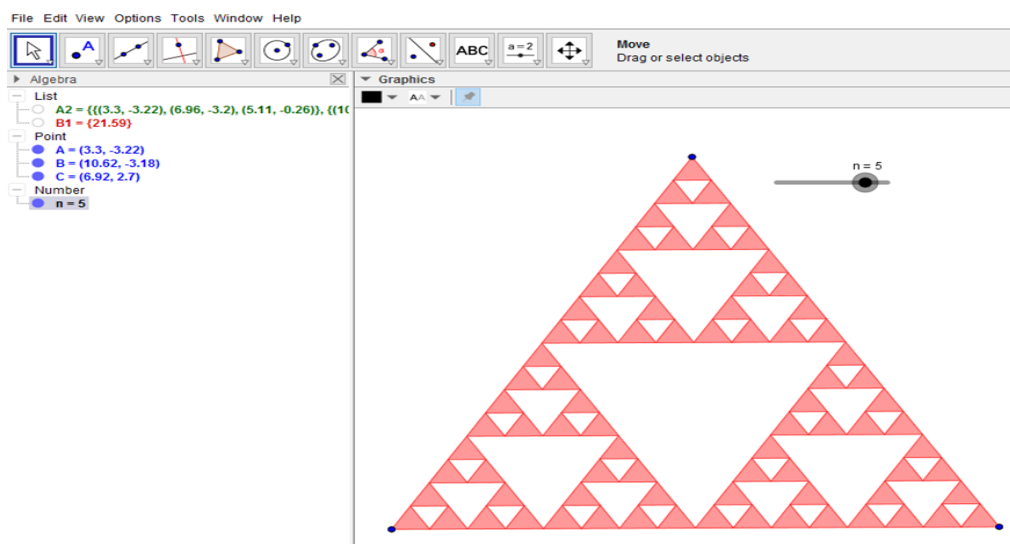 File Edit View Options Tools Window Help
A
ABC
a=2
Move
Drag or select objects
Algebra
Graphics
AA
List
A2 = {{((3.3, -3.22), (6.96, -3.2), (5.11, -0.26)}, {(10
B1 = {21.59}
Point
A = (3.3, -3.22)
B = (10.62, -3.18)
C = (6.92, 2.7)
Number
n = 5
n = 5